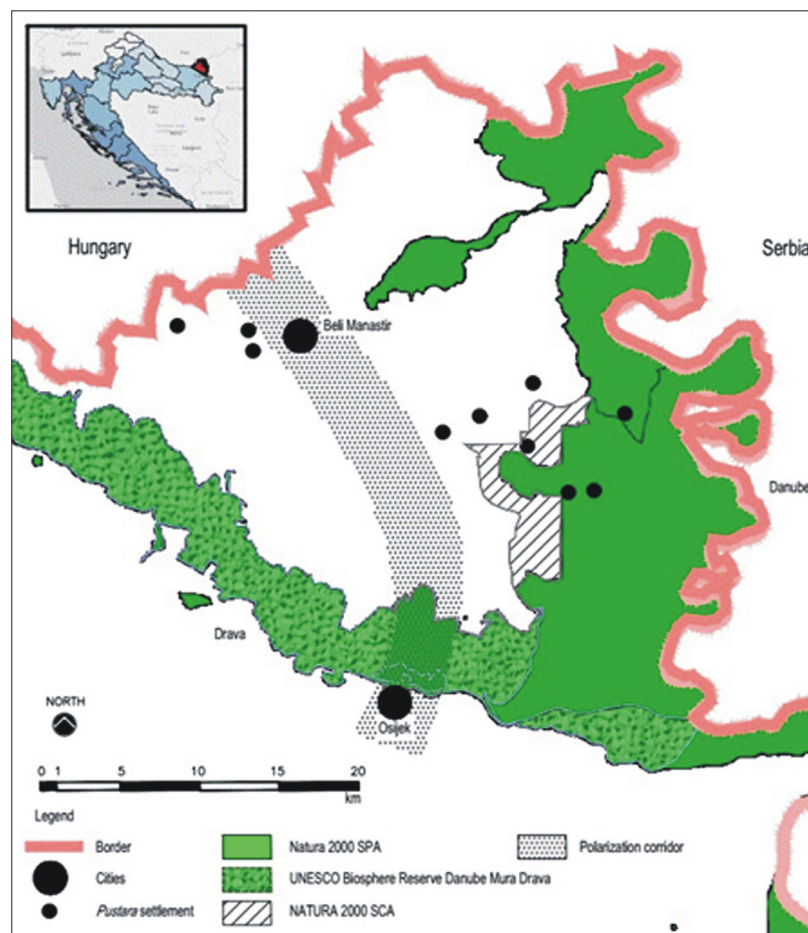 Hungary
Serbia
Beli Manastir
Danube
Drava
NORTH
Osijek
0 1 5 10 15 20
km
Legend
Border
Natura 2000 SPA
Polarization corridor
Cities
UNESCO Biosphere Reserve Danube Mura Drava
Pustara settlement
NATURA 2000 SCA